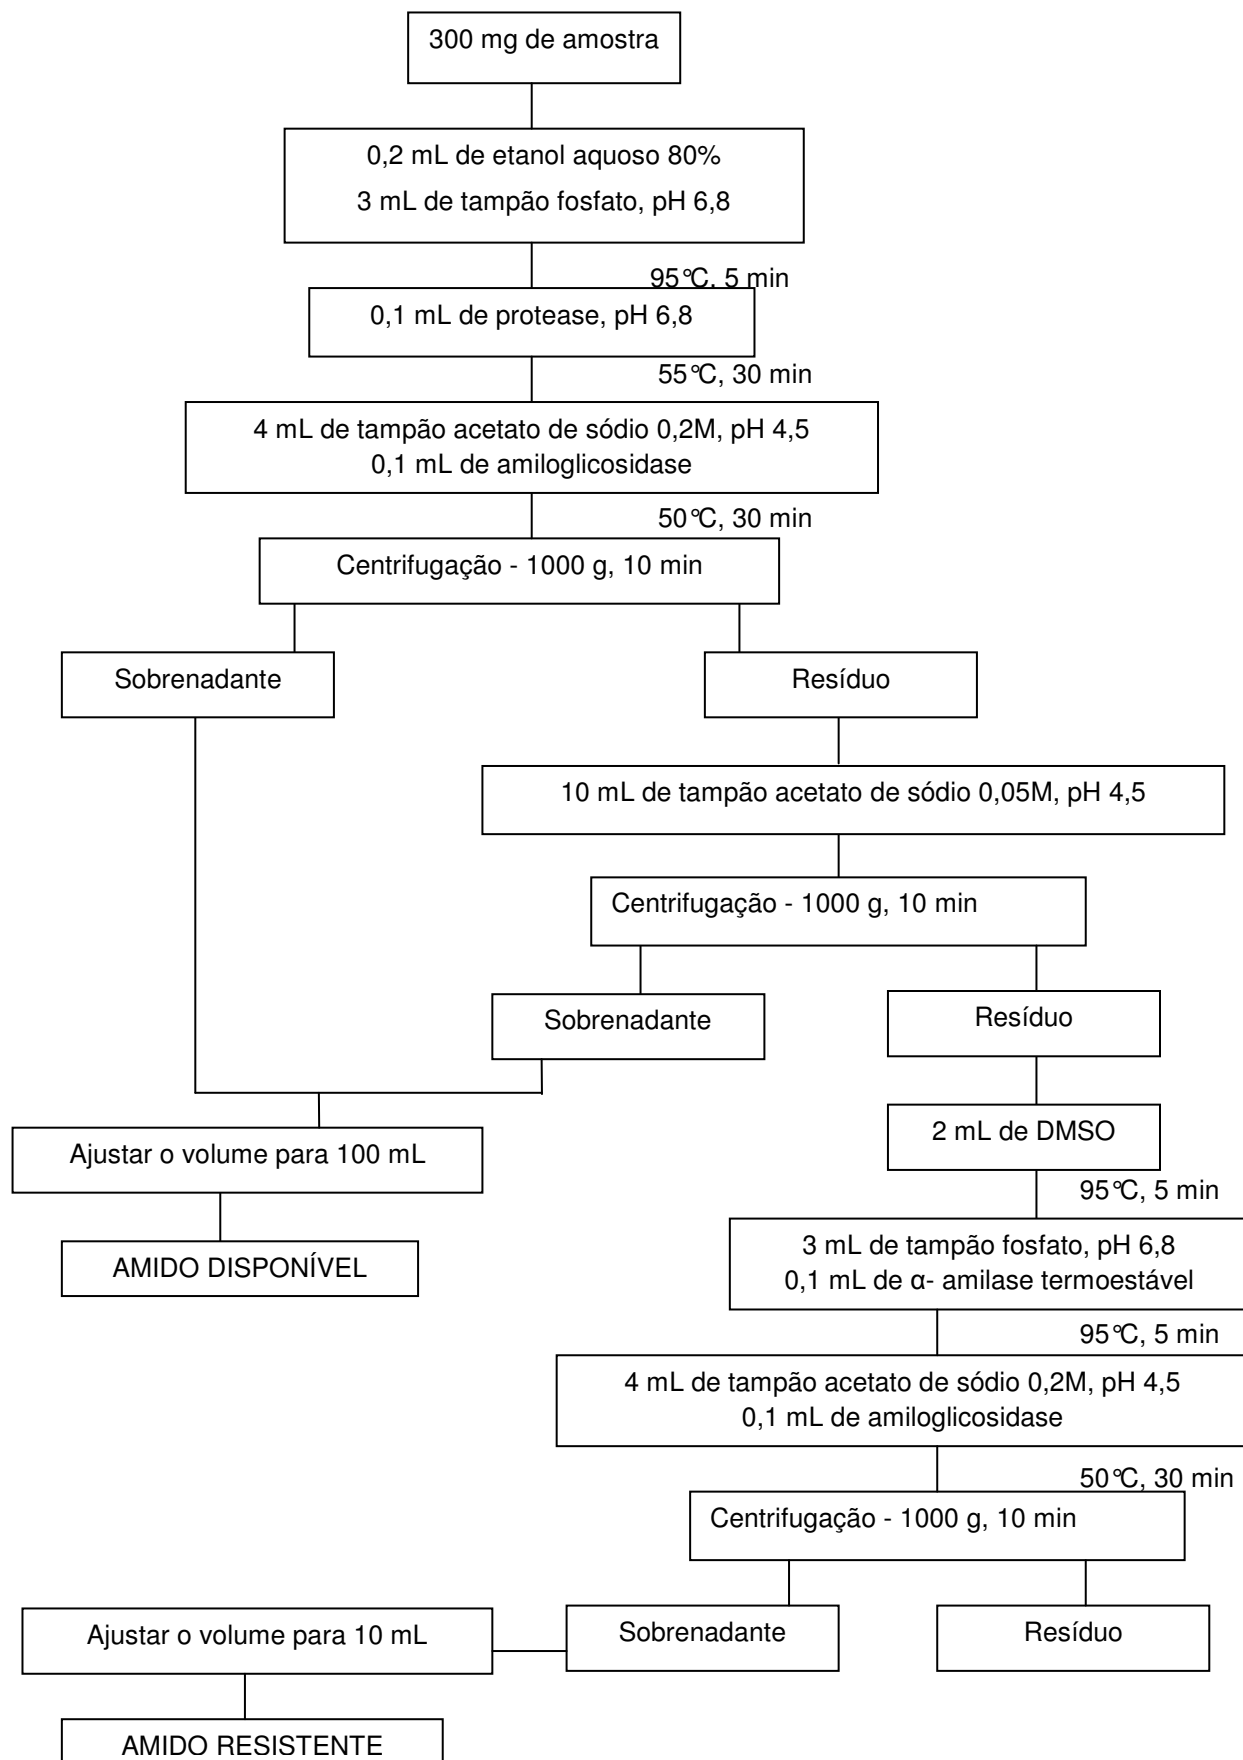 300 mg de amostra
0,2 mL de etanol aquoso 80%
3 mL de tampão fosfato, pH 6,8
95°C, 5 min
0,1 mL de protease, pH 6,8
55°C, 30 min
4 mL de tampão acetato de sódio 0,2M, pH 4,5
0,1 mL de amiloglicosidase
50°C, 30 min
Centrifugação - 1000 g, 10 min
Sobrenadante
Resíduo
10 mL de tampão acetato de sódio 0,05M, pH 4,5
Centrifugação - 1000 g, 10 min
Sobrenadante
Resíduo
2 mL de DMSO
Ajustar o volume para 100 mL
95°C, 5 min
AMIDO DISPONÍVEL
3 mL de tampão fosfato, pH 6,8
0,1 mL de α- amilase termoestável
95°C, 5 min
4 mL de tampão acetato de sódio 0,2M, pH 4,5
0,1 mL de amiloglicosidase
50°C, 30 min
Centrifugação - 1000 g, 10 min
Ajustar o volume para 10 mL
Sobrenadante
Resíduo
AMIDO RESISTENTE